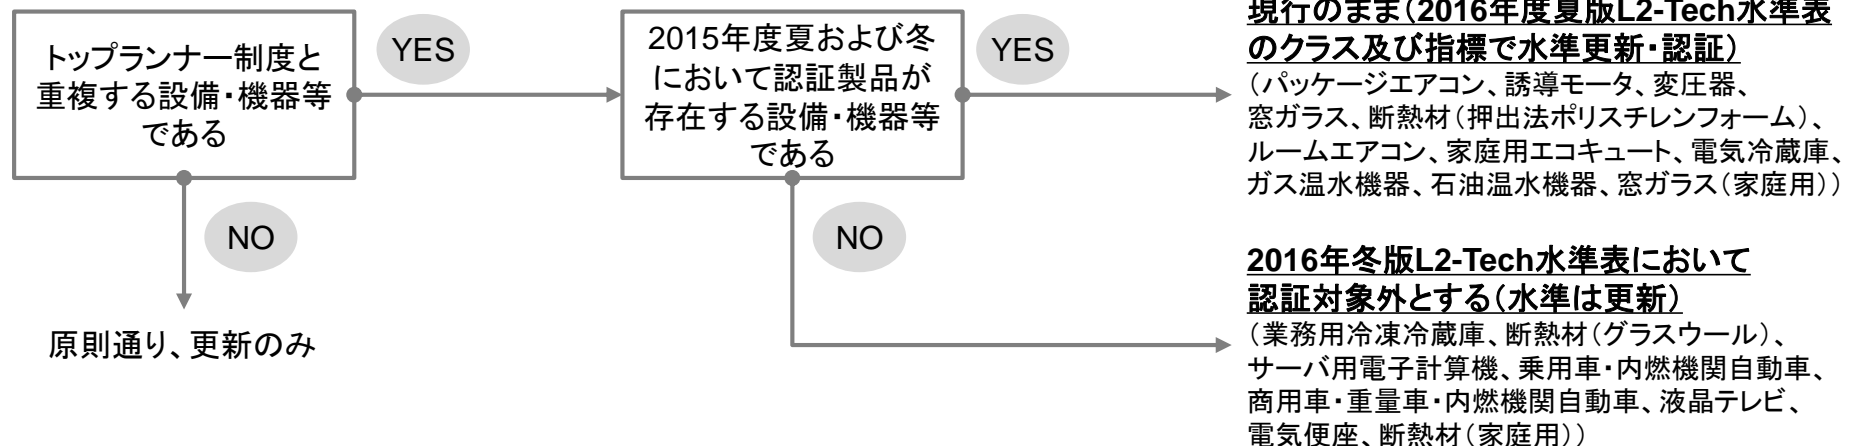 トップランナー制度と
重複する設備・機器等
である
YES
2015年度夏および冬
において認証製品が
存在する設備・機器等
である
YES
現行のまま（2016年度夏版L2-Tech水準表
のクラス及び指標で水準更新・認証）
（パッケージエアコン、誘導モータ、変圧器、
窓ガラス、断熱材（押出法ポリスチレンフォーム）、
ルームエアコン、家庭用エコキュート、電気冷蔵庫、
ガス温水機器、石油温水機器、窓ガラス（家庭用））
NO
原則通り、更新のみ
NO
2016年冬版L2-Tech水準表において
認証対象外とする（水準は更新）
（業務用冷凍冷蔵庫、断熱材（グラスウール）、
サーバ用電子計算機、乗用車・内燃機関自動車、
商用車・重量車・内燃機関自動車、液晶テレビ、
電気便座、断熱材（家庭用））